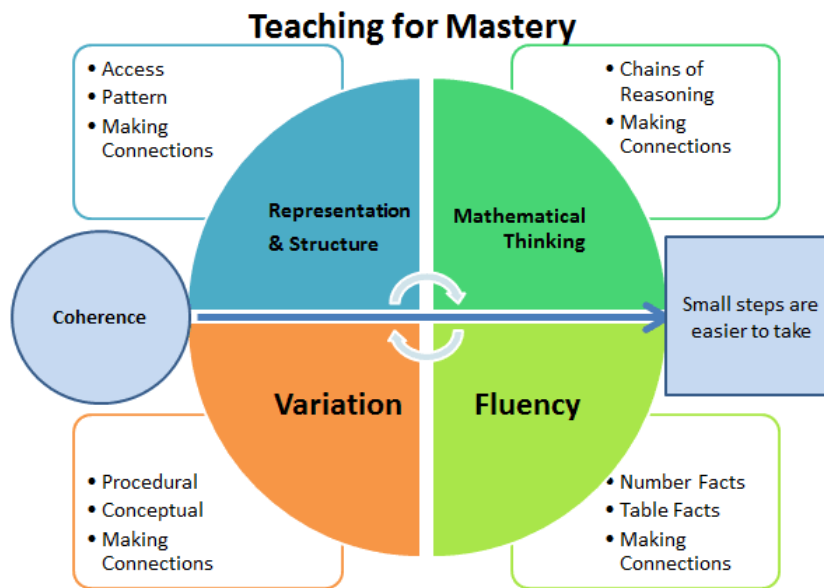 Teaching for Mastery
• Access
• Pattern
• Making
Connections
• Chains of
Reasoning
• Making
Connections
Representation
& Structure
Mathematical
Thinking
Coherence
Small steps are
easier to take
Variation
Fluency
• Procedural
• Conceptual
• Making
Connections
• Number Facts
• Table Facts
• Making
Connections